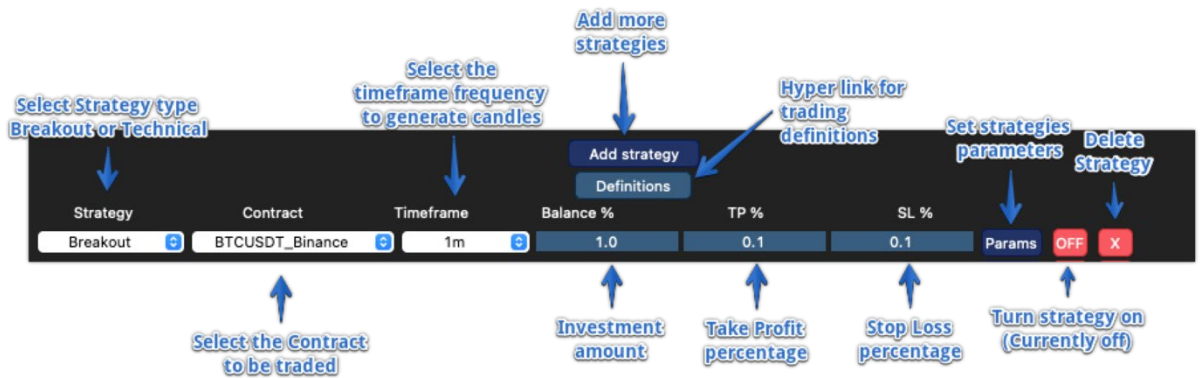 Add more
strategies
Select the
timeframe frequency
to generate candles
Hyper link for
trading
definitions
Select Strategy type
Breakout or Technical
Set strategies
parameters
Delete
Strategy
Add strategy
Definitions
Strategy Contract Timeframe Balance % TP % SL %
Breakout BTCUSDT_Binance 1m 1.0 0.1 0.1 Params OFF X
Select the Contract
to be traded
Investment
amount
Take Profit
percentage
Stop Loss
percentage
Turn strategy on
(Currently off)